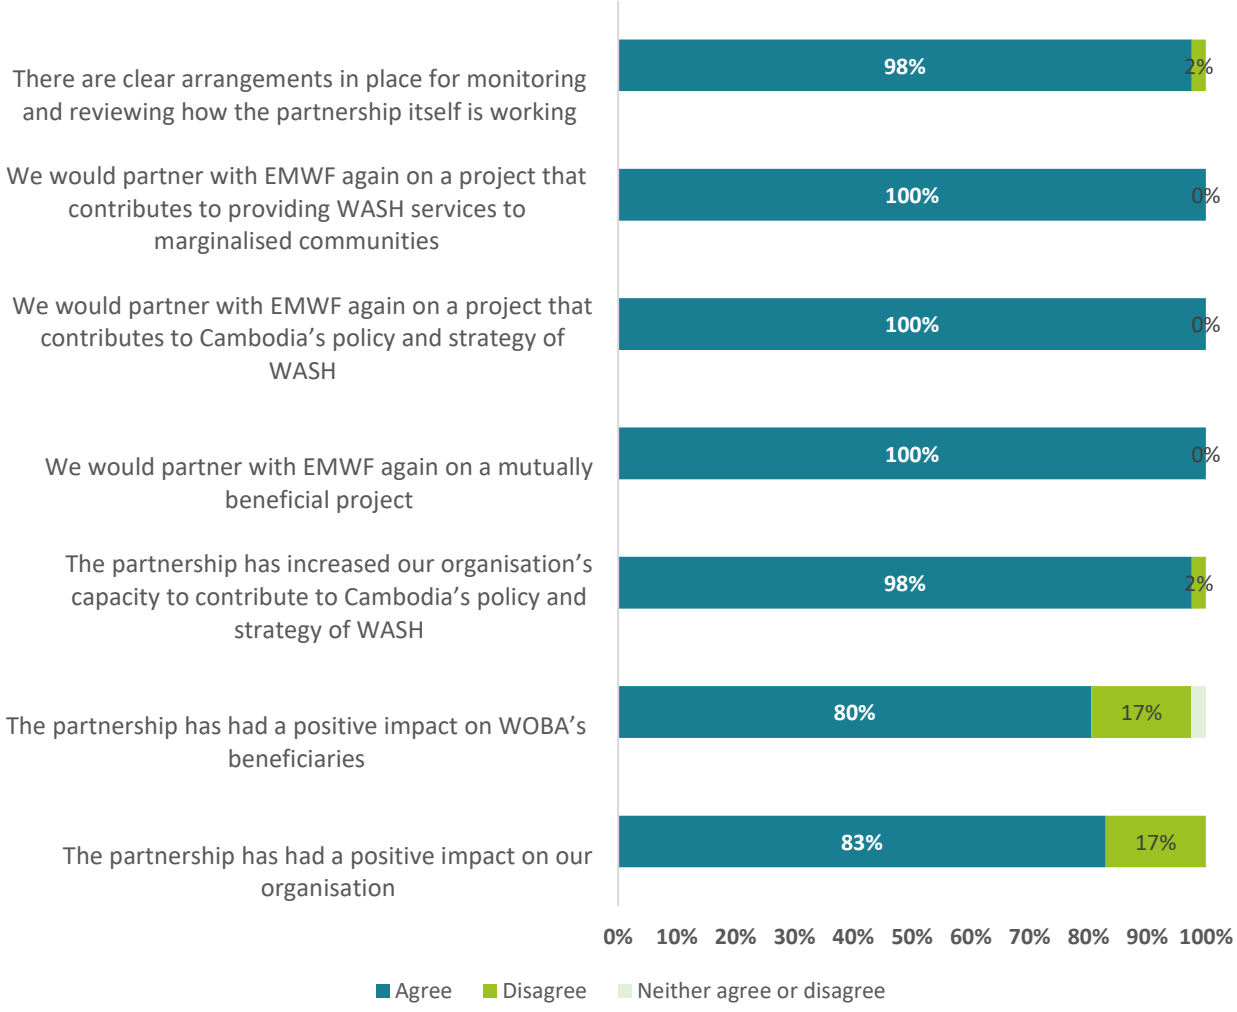 There are clear arrangements in place for monitoring
and reviewing how the partnership itself is working
98%
2%
We would partner with EMWF again on a project that
contributes to providing WASH services to
marginalised communities
100%
0%
We would partner with EMWF again on a project that
contributes to Cambodia’s policy and strategy of
WASH
100%
0%
We would partner with EMWF again on a mutually
beneficial project
100%
0%
The partnership has increased our organisation’s
capacity to contribute to Cambodia’s policy and
strategy of WASH
98%
2%
The partnership has had a positive impact on WOBA’s
beneficiaries
80%
17%
The partnership has had a positive impact on our
organisation
83%
17%
0% 10% 20% 30% 40% 50% 60% 70% 80% 90% 100%
Agree Disagree Neither agree or disagree